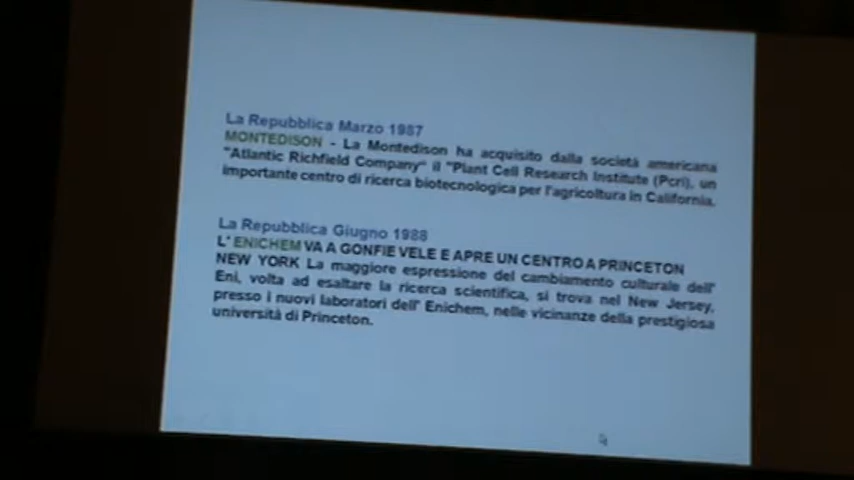 La Repubblica Marzo 1987
MONTEDISON - La Montedison ha acquisito dalla società americana
"Atlantic Richfield Company" il "Plant Cell Research Institute (Pcri), un
importante centro di ricerca biotecnologica per l'agricoltura in California.
La Repubblica Giugno 1988
L' ENICHEM VA A GONFIE VELE E APRE UN CENTRO A PRINCETON
NEW YORK La maggiore espressione del cambiamento culturale dell'
Eni, volta ad esaltare la ricerca scientifica, si trova nel New Jersey,
presso i nuovi laboratori dell' Enichem, nelle vicinanze della prestigiosa
università di Princeton.